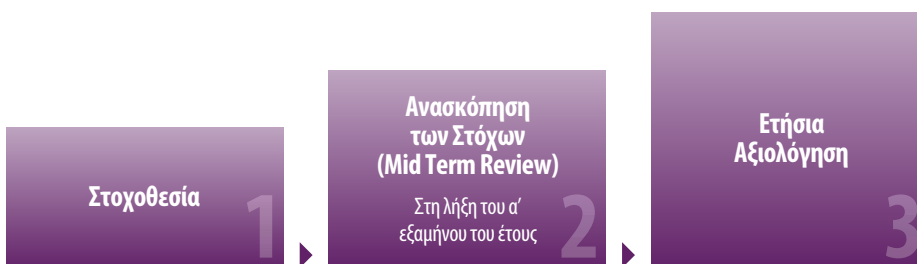 Στοχοθεσία
1
Ανασκόπηση
των Στόχων
(Mid Term Review)
Στη λήξη του α’
εξαμήνου του έτους
2
Ετήσια
Αξιολόγηση
3